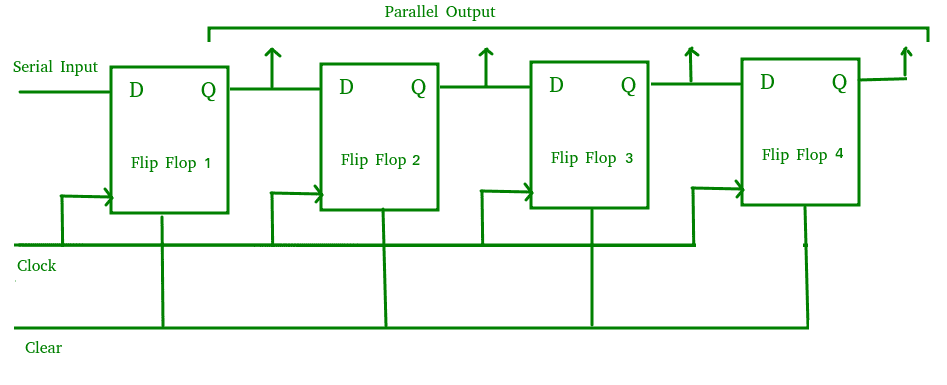 Parallel Output
Serial Input
D Q D Q D Q D Q
Flip Flop 1 Flip Flop 2 Flip Flop 3 Flip Flop 4
Clock
Clear